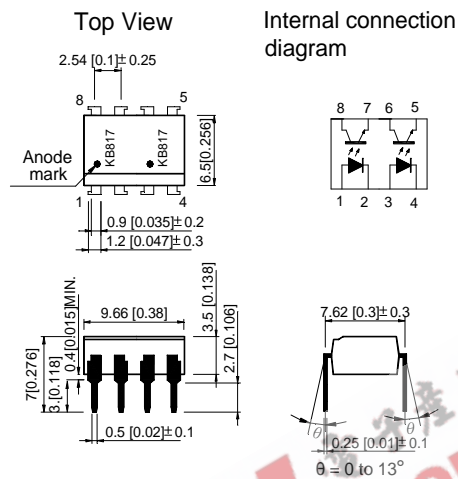 Top View
Internal connection
diagram
2.54 [0.1]± 0.25
8 5
KB817 KB817
Anode
mark
6.5[0.256]
1 4
0.9 [0.035]± 0.2
1.2 [0.047]± 0.3
8 7 6 5
1 2 3 4
9.66 [0.38]
3.5 [0.138]
0.4[0.015]MIN.
7[0.276]
3.[0.118]
2.7 [0.106]
0.5 [0.02]± 0.1
7.62 [0.3]± 0.3
θ θ
0.25 [0.01]± 0.1
θ = 0 to 13°